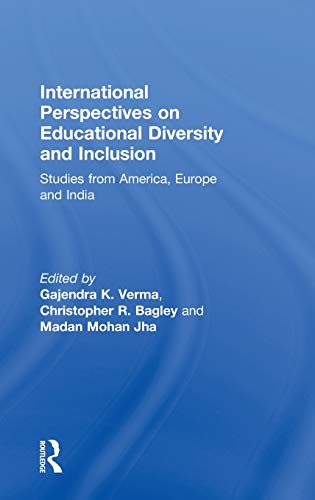 International
Perspectives on
Educational Diversity
and Inclusion
Studies from America, Europe
and India
Edited by
Gajendra K. Verma,
Christopher R. Bagley and
Madan Mohan Jha
ROUTLEDGE